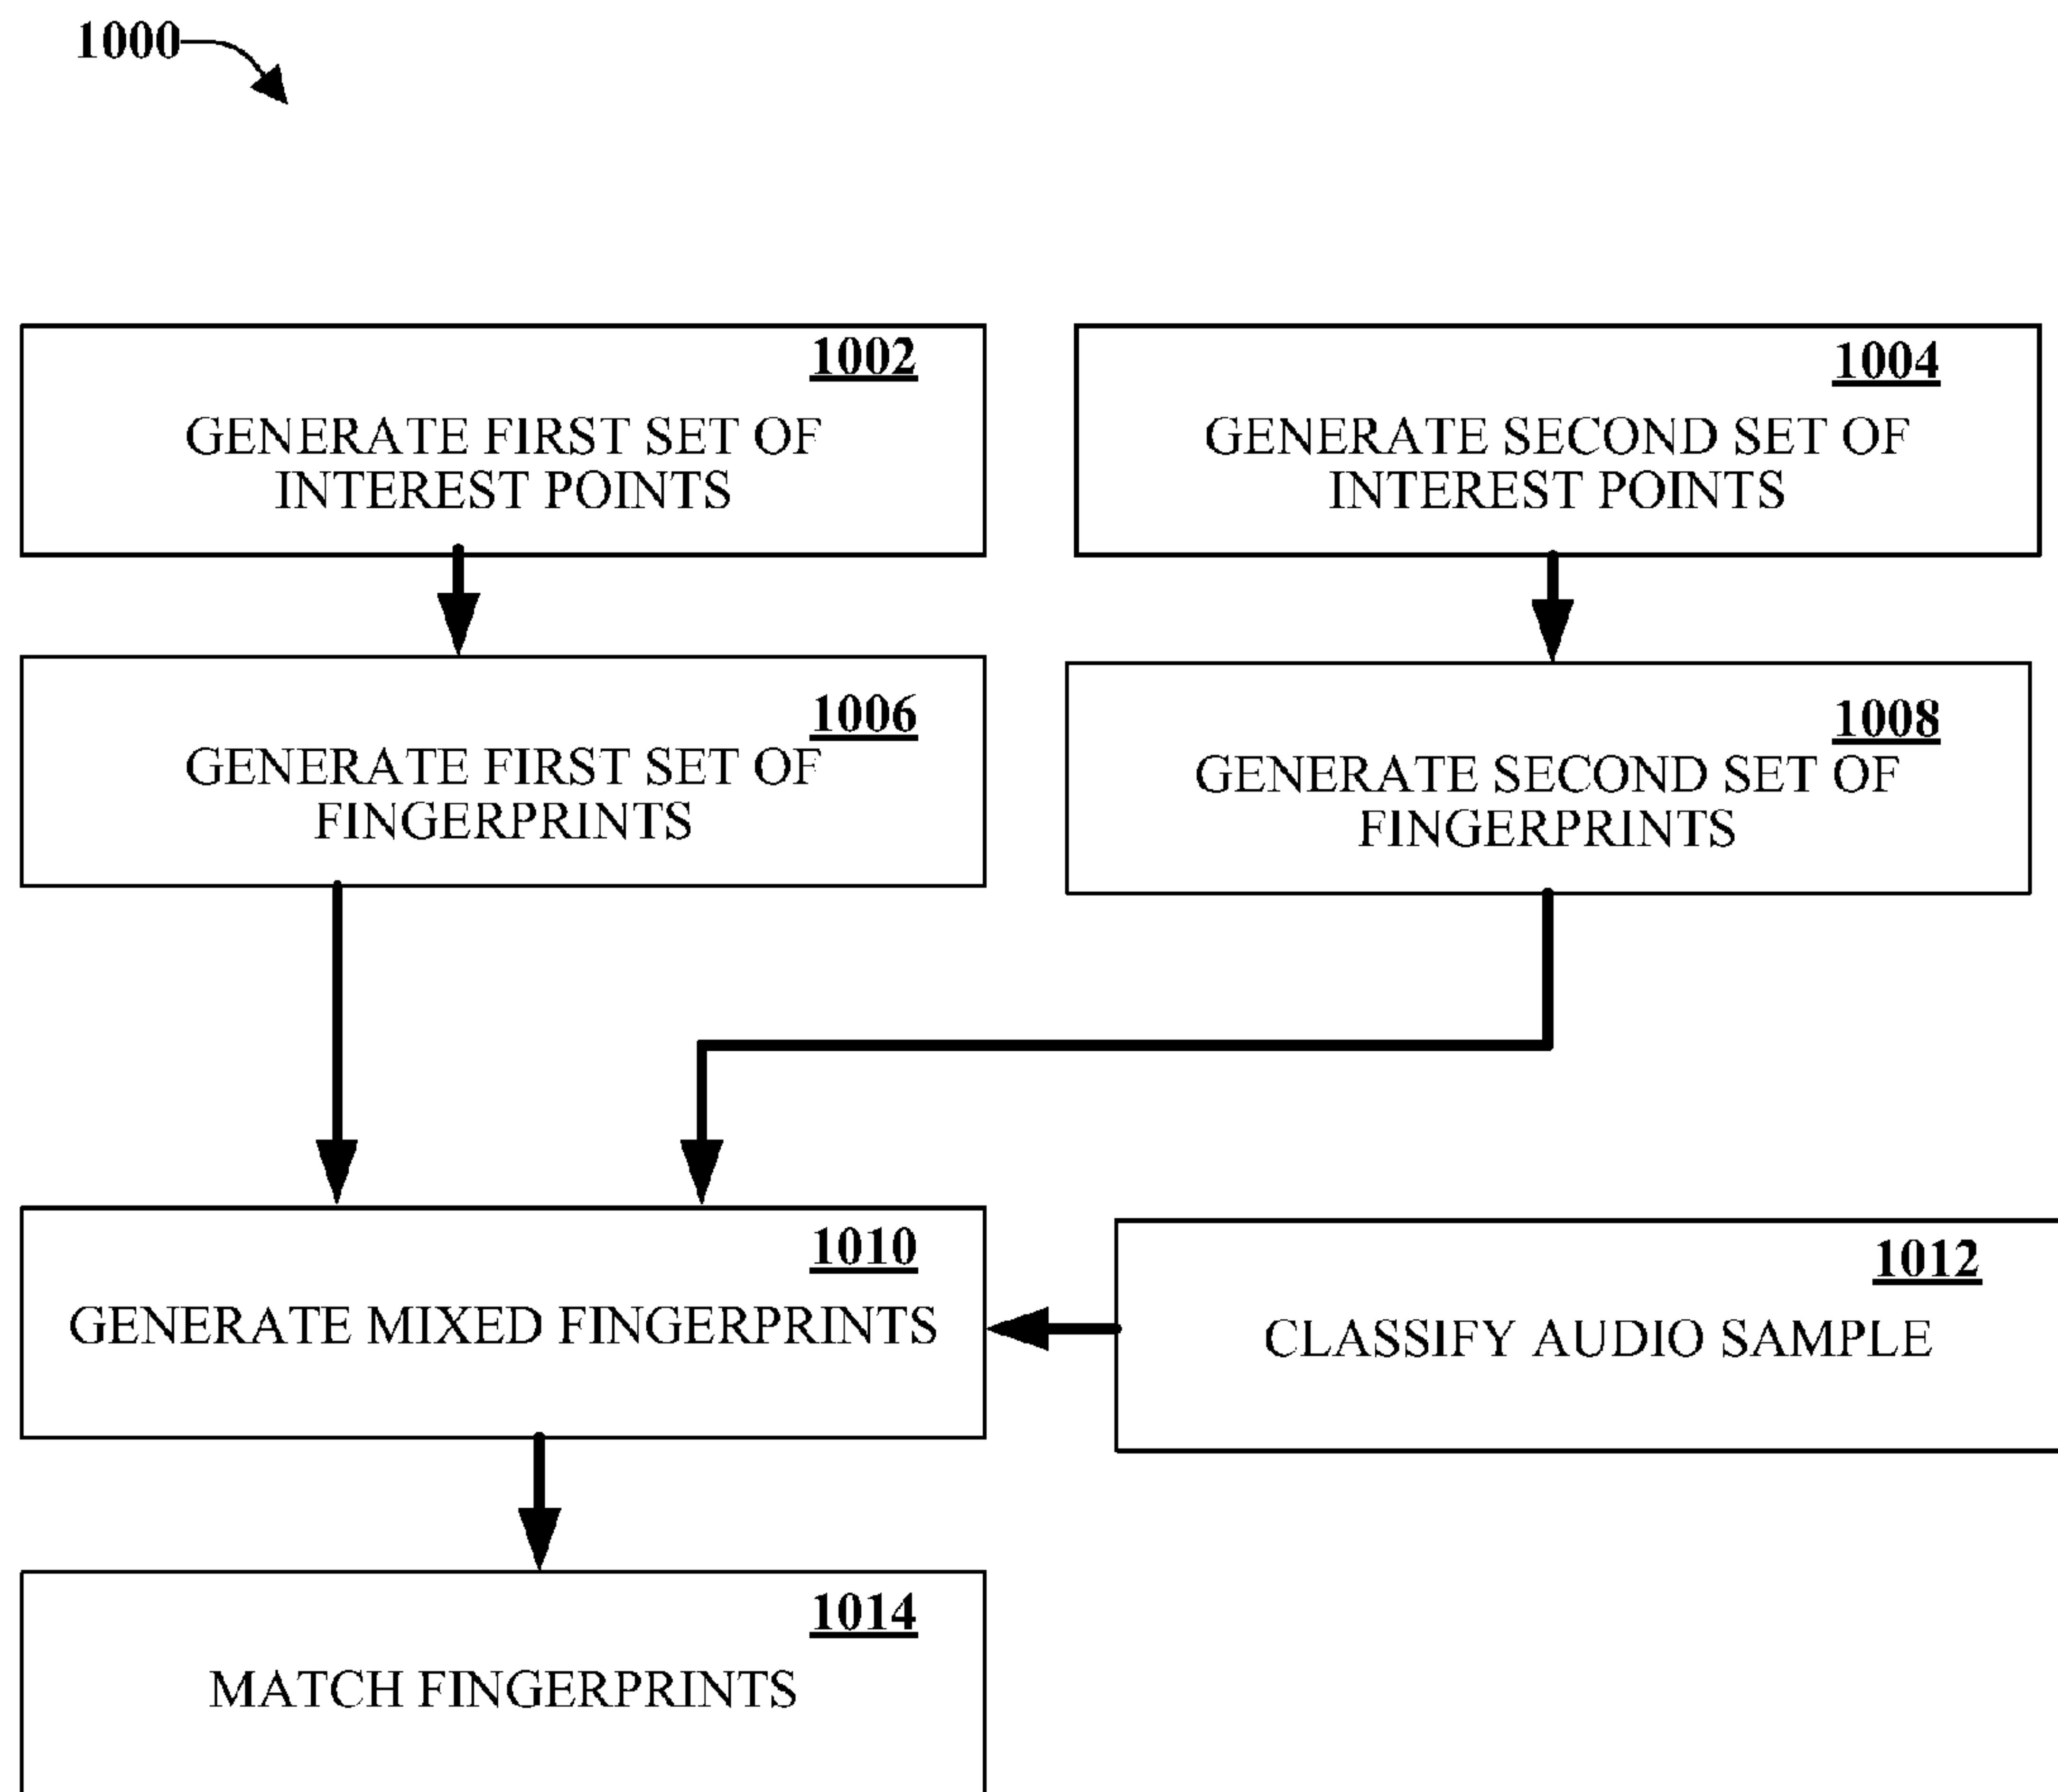 1000
1002
GENERATE FIRST SET OF
INTEREST POINTS
1004
GENERATE SECOND SET OF
INTEREST POINTS
1006
GENERATE FIRST SET OF
FINGERPRINTS
1008
GENERATE SECOND SET OF
FINGERPRINTS
1010
GENERATE MIXED FINGERPRINTS
1012
CLASSIFY AUDIO SAMPLE
1014
MATCH FINGERPRINTS